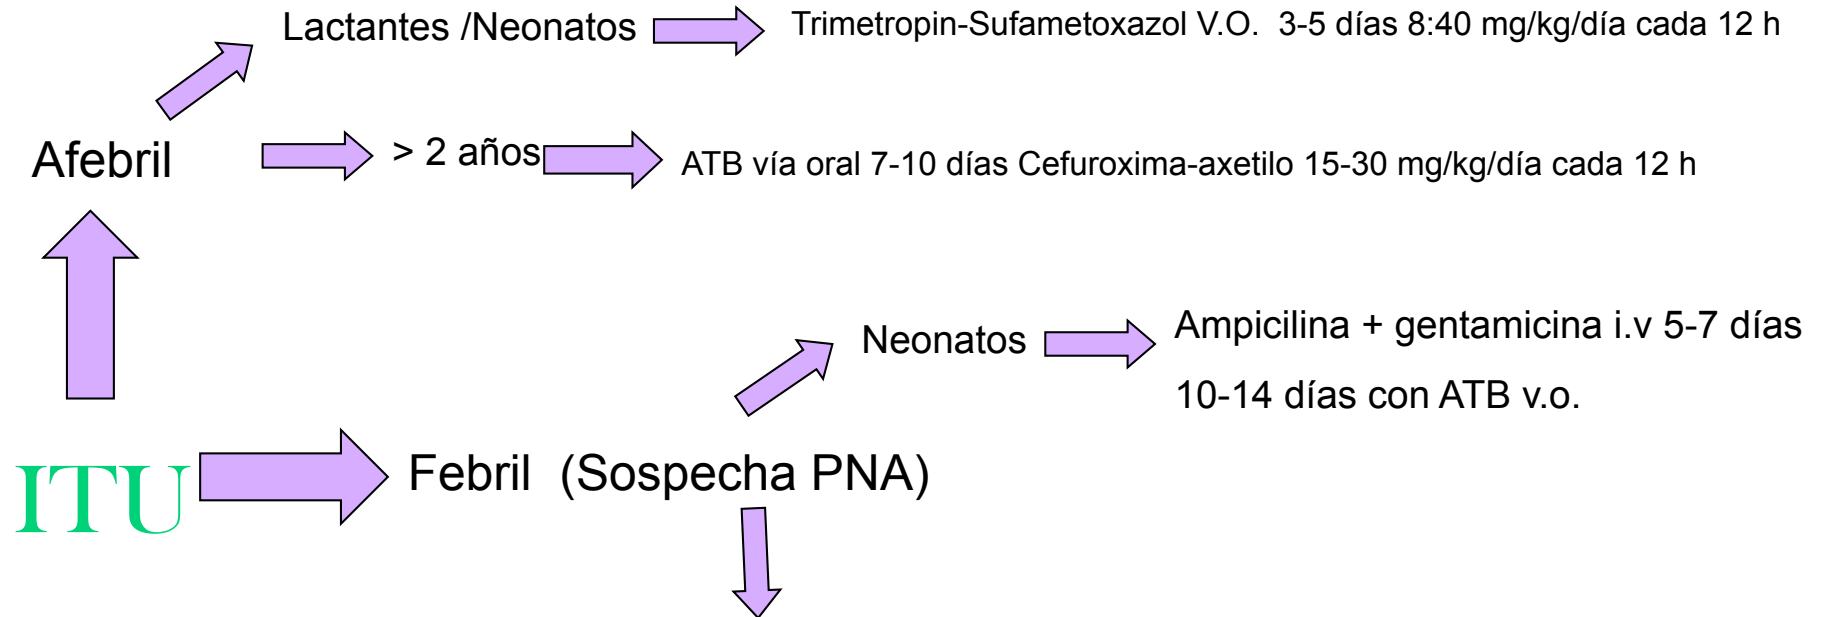 Lactantes /Neonatos
Trimetropin-Sufametoxazol V.O. 3-5 días 8:40 mg/kg/día cada 12 h
Afebril
> 2 años
ATB vía oral 7-10 días Cefuroxima-axetilo 15-30 mg/kg/día cada 12 h
Neonatos
Ampicilina + gentamicina i.v 5-7 días
10-14 días con ATB v.o.
ITU
Febril (Sospecha PNA)